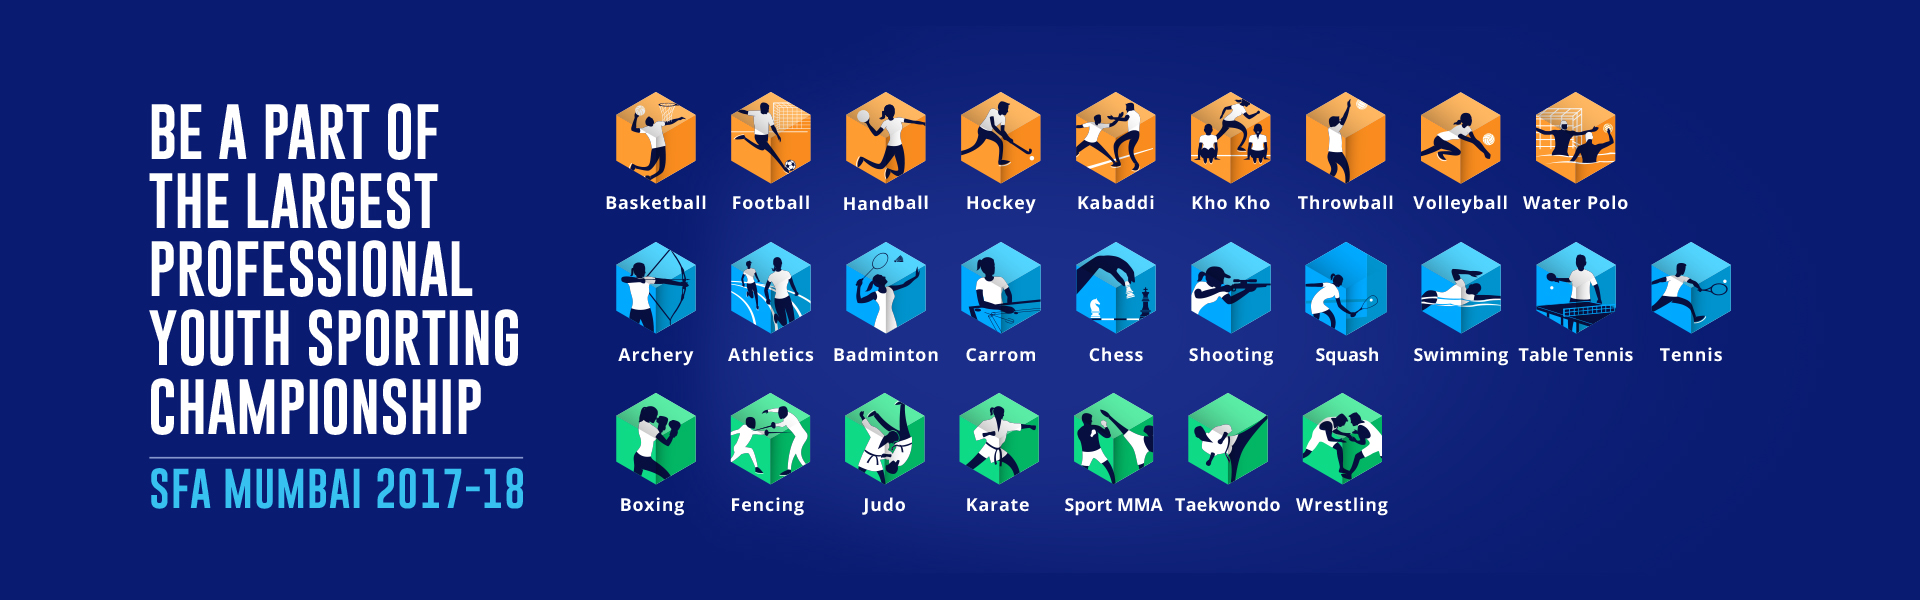 BE A PART OF
THE LARGEST
PROFESSIONAL
YOUTH SPORTING
CHAMPIONSHIP
SFA MUMBAI 2017-18
Basketball Football Handball Hockey Kabaddi Kho Kho Throwball Volleyball Water Polo
Archery Athletics Badminton Carrom Chess Shooting Squash Swimming Table Tennis Tennis
Boxing Fencing Judo Karate Sport MMA Taekwondo Wrestling